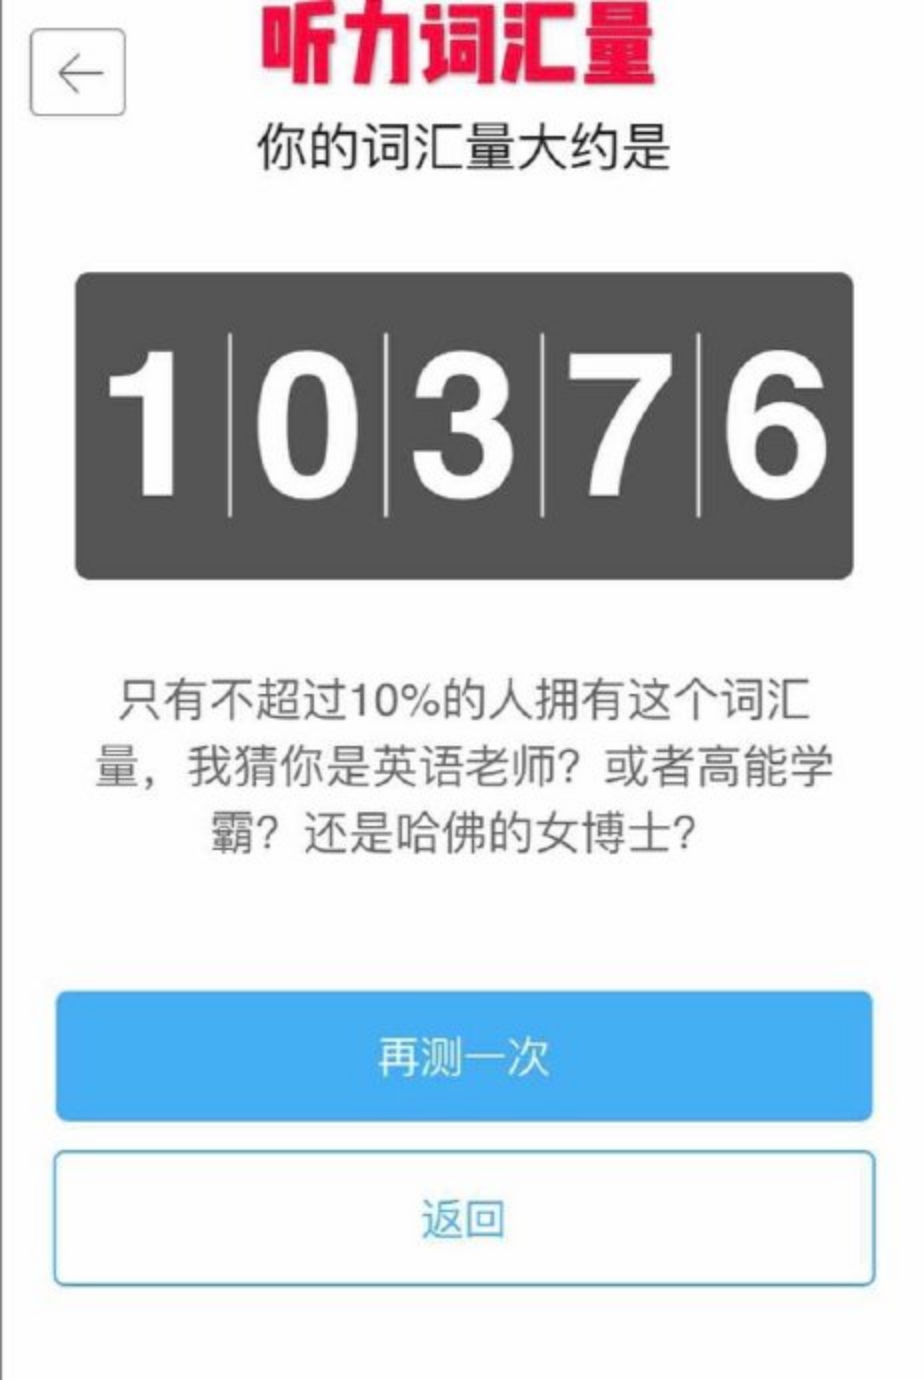 听力词汇量
你的词汇量大约是
10376
只有不超过10%的人拥有这个词汇
量，我猜你是英语老师？或者高能学
霸？还是哈佛的女博士？
再测一次
返回